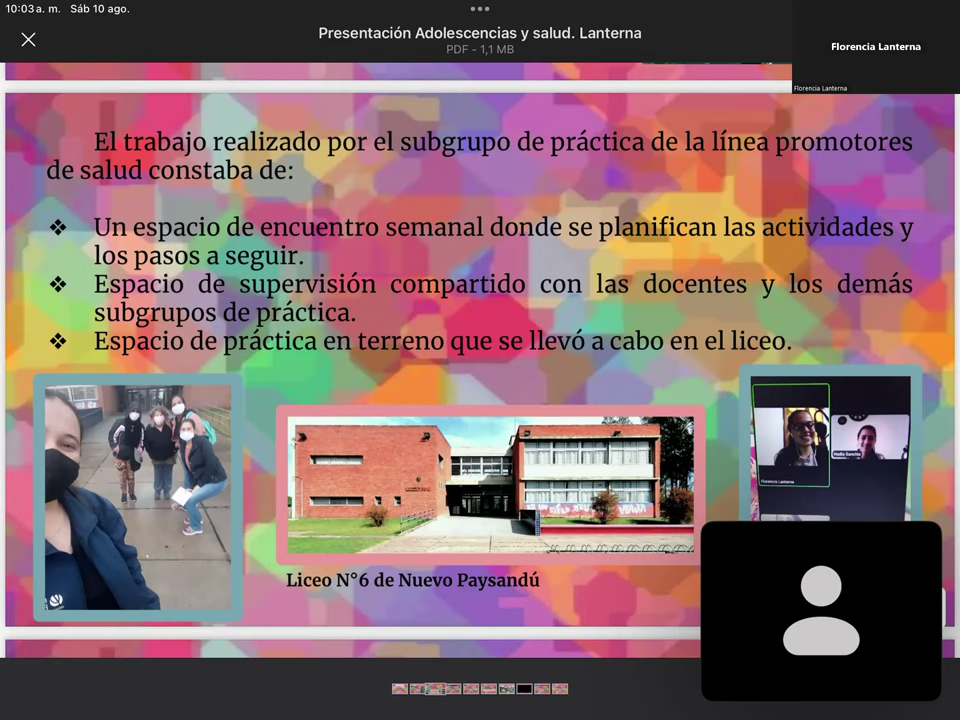 10:03 a. m. Sáb 10 ago.
Presentación Adolescencias y salud. Lanterna
PDF – 1,1 MB
Florencia Lanterna
Florencia Lanterna
El trabajo realizado por el subgrupo de práctica de la línea promotores
de salud constaba de:
❖ Un espacio de encuentro semanal donde se planifican las actividades y
los pasos a seguir.
❖ Espacio de supervisión compartido con las docentes y los demás
subgrupos de práctica.
❖ Espacio de práctica en terreno que se llevó a cabo en el liceo.
Florencia Lanterna
Liceo N°6 de Nuevo Paysandú